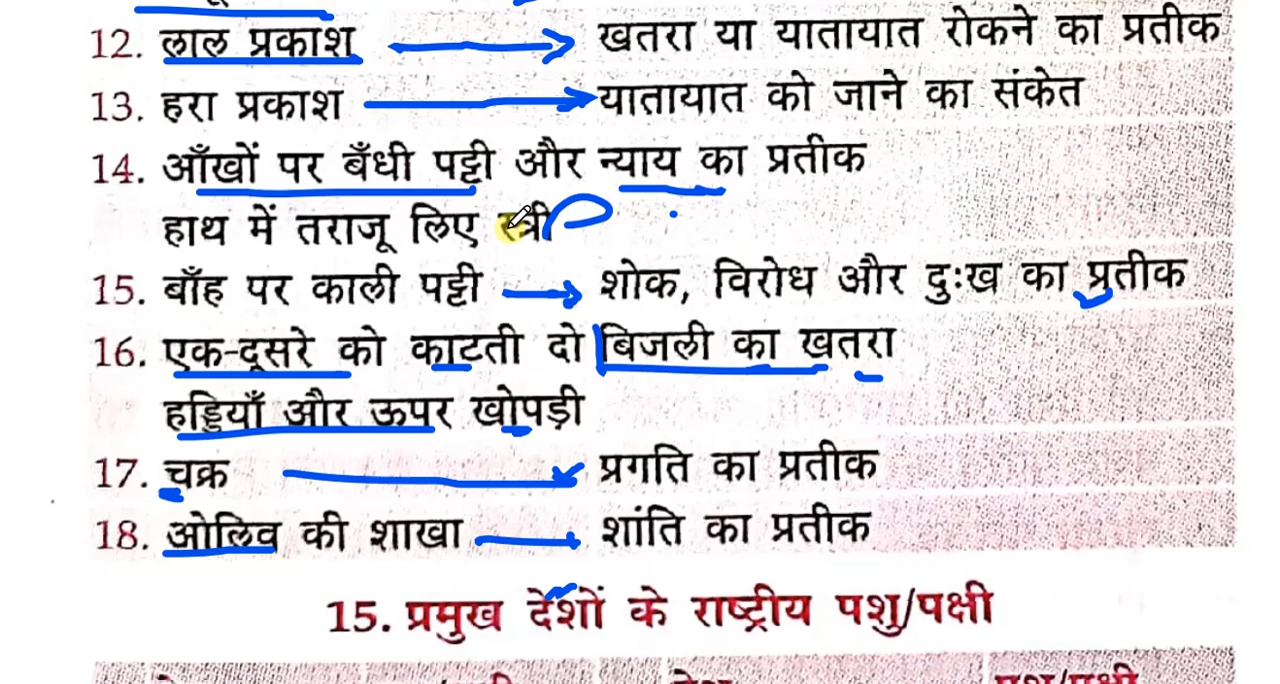 12. लाल प्रकाश खतरा या यातायात रोकने का प्रतीक
13. हरा प्रकाश यातायात को जाने का संकेत
14. आँखों पर बँधी पट्टी और न्याय का प्रतीक
हाथ में तराजू लिए स्त्री
15. बाँह पर काली पट्टी शोक, विरोध और दुःख का प्रतीक
16. एक-दूसरे को काटती दो बिजली का खतरा
हड्डियाँ और ऊपर खोपड़ी
17. चक्र प्रगति का प्रतीक
18. ओलिव की शाखा शांति का प्रतीक
15. प्रमुख देशों के राष्ट्रीय पशु/पक्षी